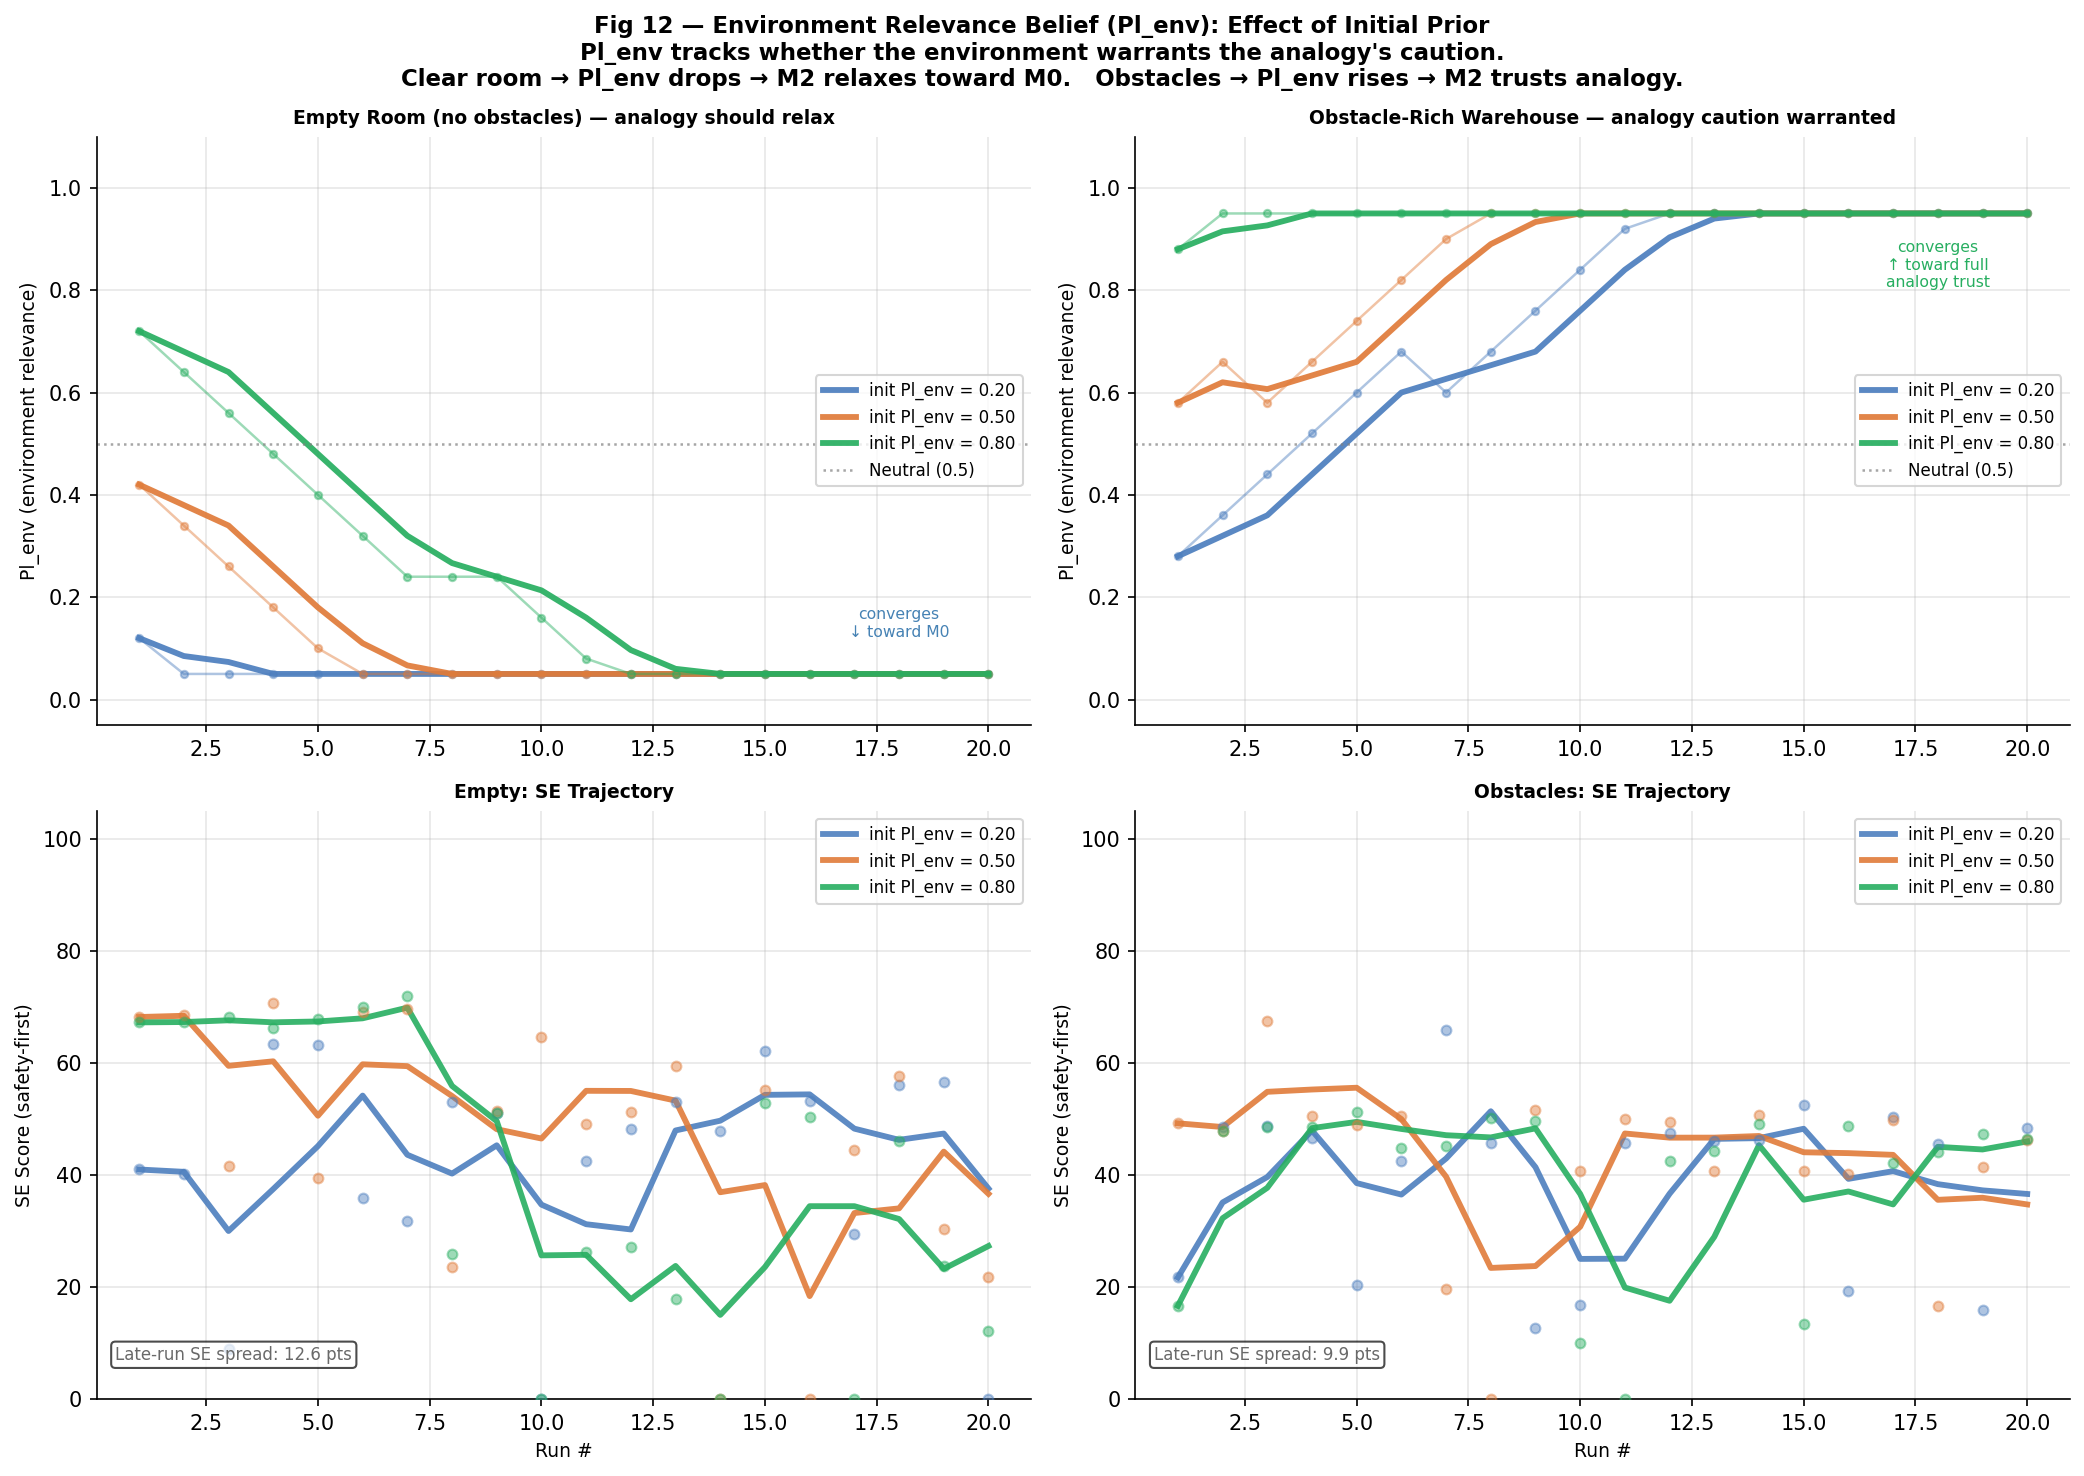 Fig 12 — Environment Relevance Belief (Pl_env): Effect of Initial Prior
Pl_env tracks whether the environment warrants the analogy's caution.
Clear room → Pl_env drops → M2 relaxes toward M0.   Obstacles → Pl_env rises → M2 trusts analogy.
Empty Room (no obstacles) — analogy should relax
Pl_env (environment relevance)
1.0
0.8
0.6
0.4
0.2
0.0
init Pl_env = 0.20
init Pl_env = 0.50
init Pl_env = 0.80
Neutral (0.5)
converges
↓ toward M0
2.5 5.0 7.5 10.0 12.5 15.0 17.5 20.0
Obstacle-Rich Warehouse — analogy caution warranted
Pl_env (environment relevance)
1.0
0.8
0.6
0.4
0.2
0.0
converges
↑ toward full
analogy trust
init Pl_env = 0.20
init Pl_env = 0.50
init Pl_env = 0.80
Neutral (0.5)
2.5 5.0 7.5 10.0 12.5 15.0 17.5 20.0
Empty: SE Trajectory
SE Score (safety-first)
100
80
60
40
20
0
init Pl_env = 0.20
init Pl_env = 0.50
init Pl_env = 0.80
Late-run SE spread: 12.6 pts
2.5 5.0 7.5 10.0 12.5 15.0 17.5 20.0
Run #
Obstacles: SE Trajectory
SE Score (safety-first)
100
80
60
40
20
0
init Pl_env = 0.20
init Pl_env = 0.50
init Pl_env = 0.80
Late-run SE spread: 9.9 pts
2.5 5.0 7.5 10.0 12.5 15.0 17.5 20.0
Run #